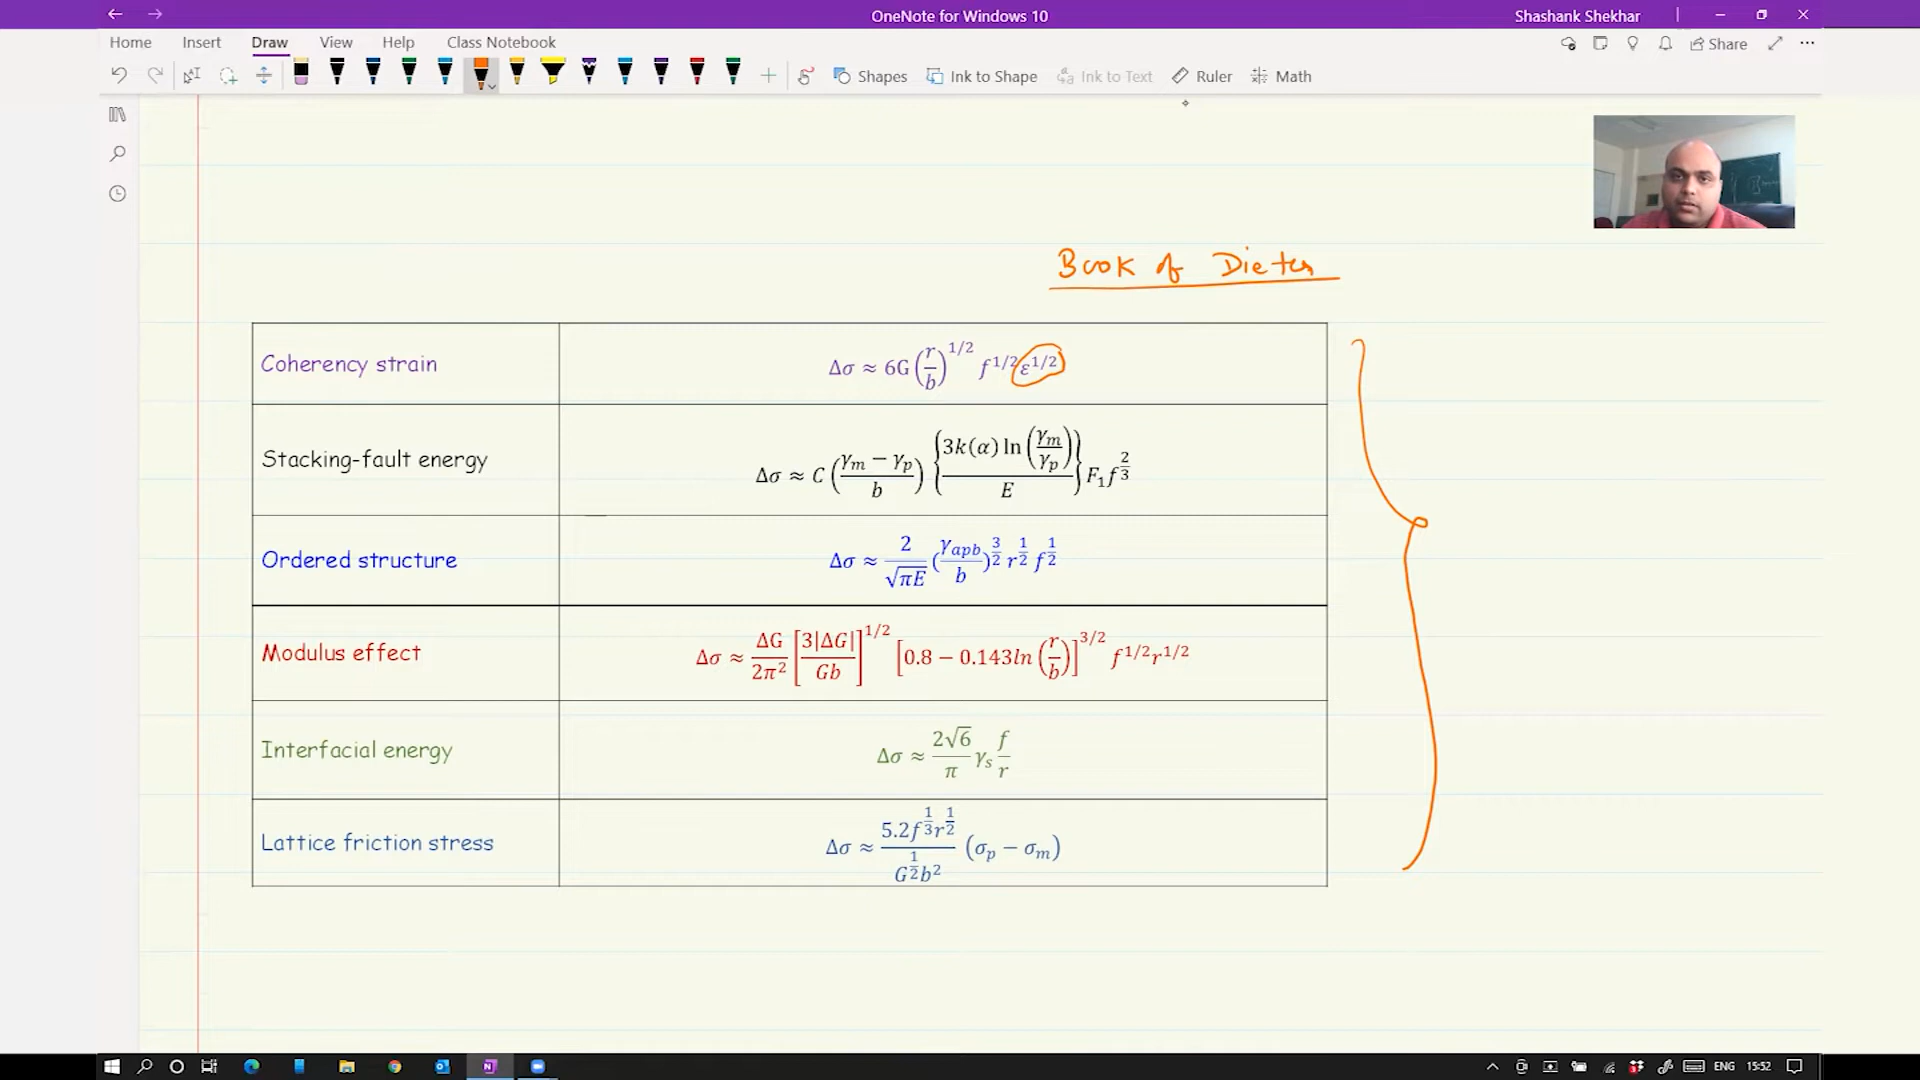 OneNote for Windows 10
Shashank Shekhar
Home Insert Draw View Help Class Notebook
Share
Shapes Ink to Shape Ink to Text Ruler Math
Book of Dieter
Coherency strain Δσ ≈ 6G(r/b)^1/2 f^1/2 ε^1/2
Stacking-fault energy Δσ ≈ C((γm − γp)/b){3k(α) ln(γm/γp)/E}F₁f^2/3
Ordered structure Δσ ≈ 2/√πE (γapb/b)^3/2 r^1/2 f^1/2
Modulus effect Δσ ≈ ΔG/2π² [3|ΔG|/Gb]^1/2 [0.8 − 0.143ln(r/b)]^3/2 f^1/2 r^1/2
Interfacial energy Δσ ≈ 2√6/π γs f/r
Lattice friction stress Δσ ≈ 5.2f^1/3 r^1/2/G^1/2 b² (σp − σm)
ENG 15:52